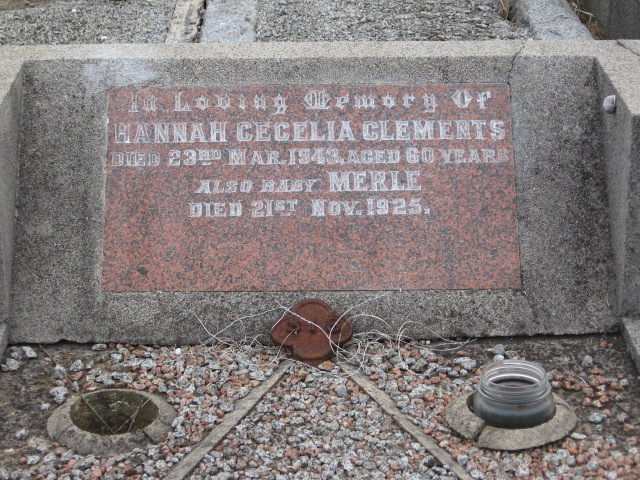 In Loving Memory Of
HANNAH CECELIA CLEMENTS
DIED 23RD MAR. 1943, AGED 60 YEARS
ALSO BABY MERLE
DIED 21ST NOV. 1925.